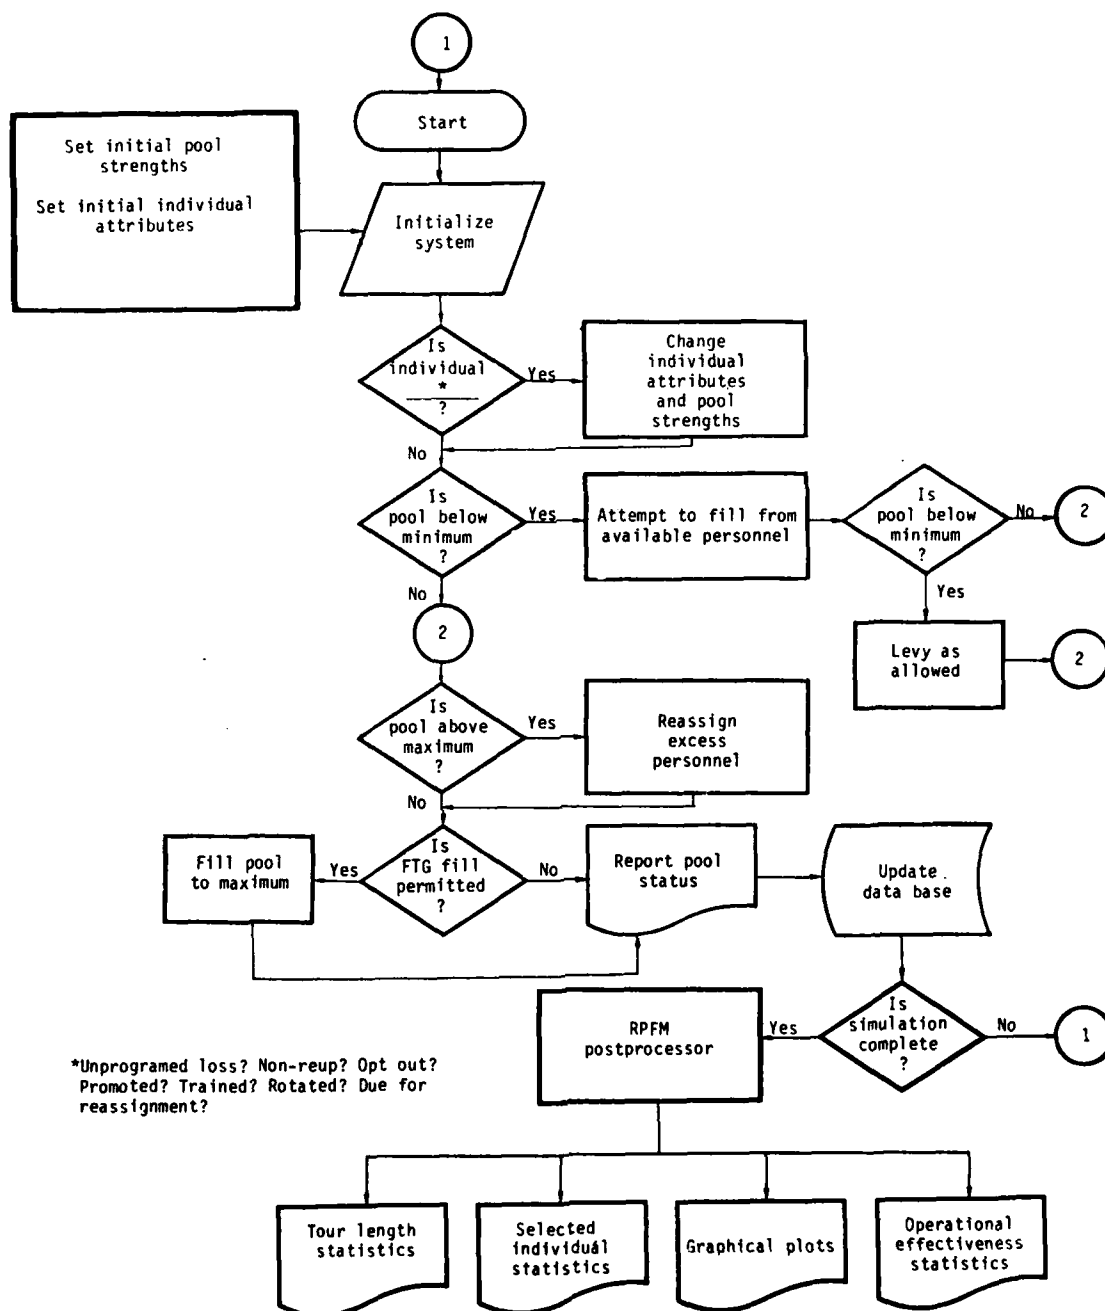 1
Start
Set initial pool
strengths
Set initial individual
attributes
Initialize
system
Is
individual
*
?
Yes
Change
individual
attributes
and pool
strengths
No
Is
pool below
minimum
?
Yes
Attempt to fill from
available personnel
Is
pool below
minimum
?
No
2
Yes
Levy as
allowed
2
No
2
Is
pool above
maximum
?
Yes
Reassign
excess
personnel
No
Is
FTG fill
permitted
?
Yes
Fill pool
to maximum
No
Report pool
status
Update
data base
Is
simulation
complete
?
No
1
Yes
RPFM
postprocessor
*Unprogramed loss? Non-reup? Opt out?
Promoted? Trained? Rotated? Due for
reassignment?
Tour length
statistics
Selected
individual
statistics
Graphical plots
Operational
effectiveness
statistics